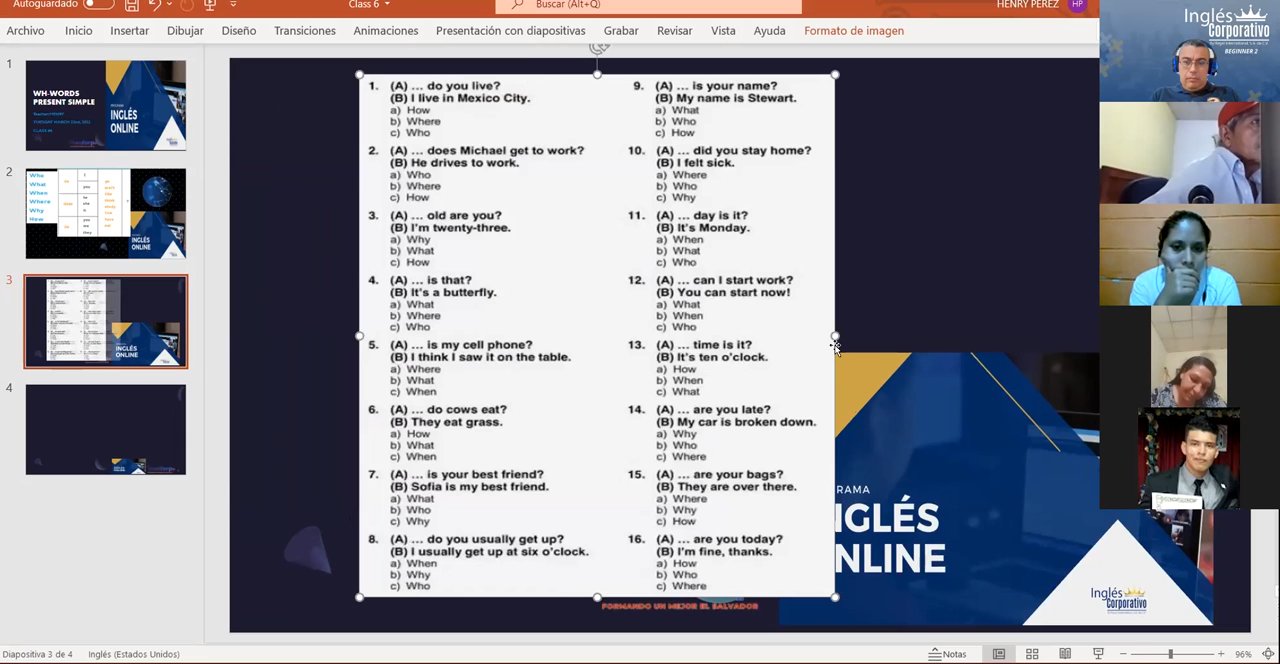 Autoguardado
Class 6
Buscar (Alt+Q)
HENRY PEREZ
HP
Archivo
Inicio
Insertar
Dibujar
Diseño
Transiciones
Animaciones
Presentación con diapositivas
Grabar
Revisar
Vista
Ayuda
Formato de imagen
1
WH-WORDS
PRESENT SIMPLE
INGLÉS
ONLINE
2
Who
What
When
Where
Why
How
INGLÉS
ONLINE
3
INGLÉS
ONLINE
4
1. (A) ... do you live?
(B) I live in Mexico City.
a) How
b) Where
c) Who
2. (A) ... does Michael get to work?
(B) He drives to work.
a) Who
b) Where
c) How
3. (A) ... old are you?
(B) I'm twenty-three.
a) Why
b) What
c) How
4. (A) ... is that?
(B) It's a butterfly.
a) What
b) Where
c) Who
5. (A) ... is my cell phone?
(B) I think I saw it on the table.
a) Where
b) What
c) When
6. (A) ... do cows eat?
(B) They eat grass.
a) How
b) What
c) When
7. (A) ... is your best friend?
(B) Sofia is my best friend.
a) What
b) Who
c) Why
8. (A) ... do you usually get up?
(B) I usually get up at six o'clock.
a) When
b) Why
c) Who
9. (A) ... is your name?
(B) My name is Stewart.
a) What
b) Who
c) How
10. (A) ... did you stay home?
(B) I felt sick.
a) Where
b) Who
c) Why
11. (A) ... day is it?
(B) It's Monday.
a) When
b) What
c) Who
12. (A) ... can I start work?
(B) You can start now!
a) What
b) When
c) Who
13. (A) ... time is it?
(B) It's ten o'clock.
a) How
b) When
c) What
14. (A) ... are you late?
(B) My car is broken down.
a) Why
b) Who
c) Where
15. (A) ... are your bags?
(B) They are over there.
a) Where
b) Why
c) How
16. (A) ... are you today?
(B) I'm fine, thanks.
a) How
b) Who
c) Where
FORMANDO UN MEJOR EL SALVADOR
RAMA
NGLÉS
NLINE
Inglés
Corporativo
Inglés
Corporativo
BEGINNER 2
Diapositiva 3 de 4
Inglés (Estados Unidos)
Notas
96%